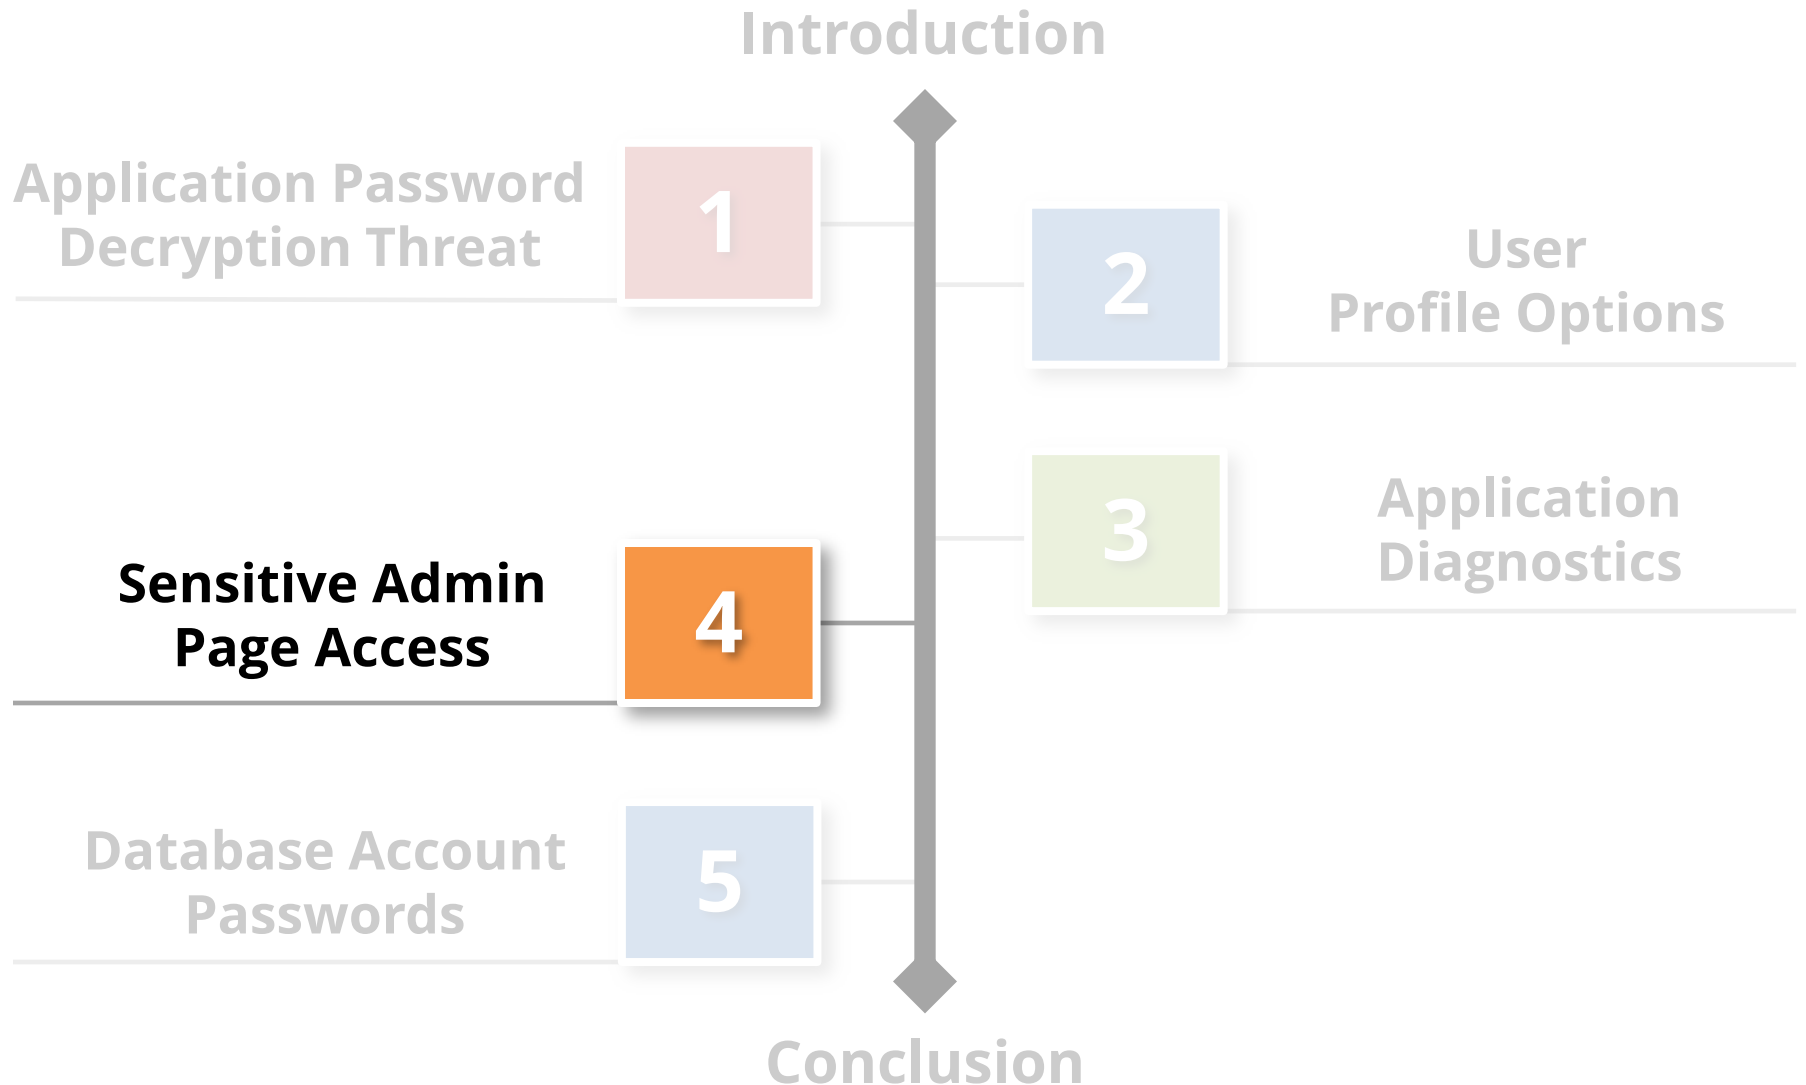 Introduction
Application Password
Decryption Threat
1
2
User
Profile Options
3
Application
Diagnostics
Sensitive Admin
Page Access
4
Database Account
Passwords
5
Conclusion